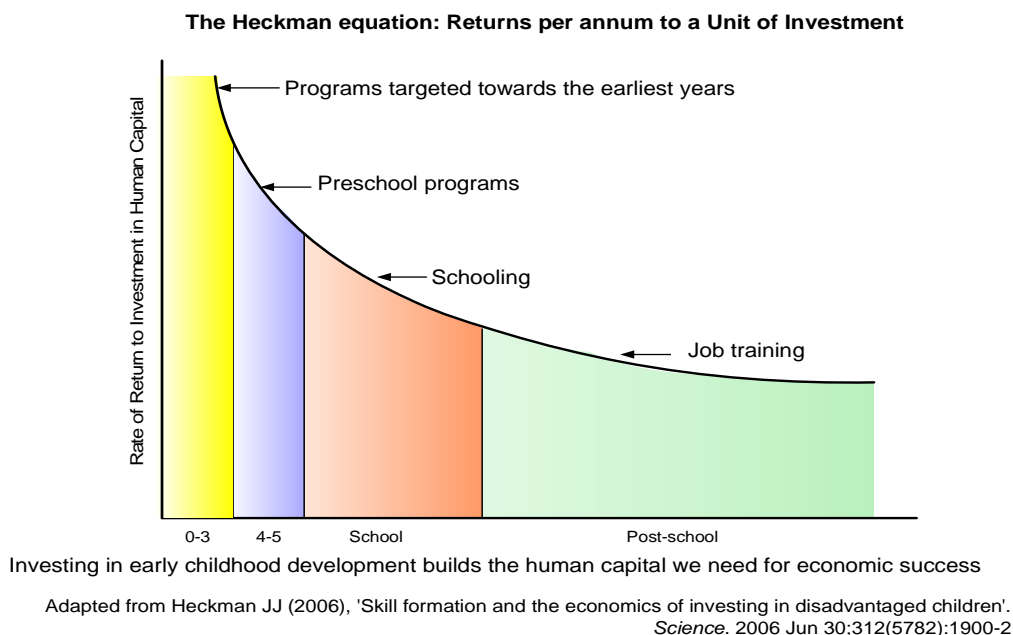 The Heckman equation: Returns per annum to a Unit of Investment
Rate of Return to Investment in Human Capital
Programs targeted towards the earliest years
Preschool programs
Schooling
Job training
0-3
4-5
School
Post-school
Investing in early childhood development builds the human capital we need for economic success
Adapted from Heckman JJ (2006), 'Skill formation and the economics of investing in disadvantaged children'.
Science. 2006 Jun 30;312(5782):1900-2